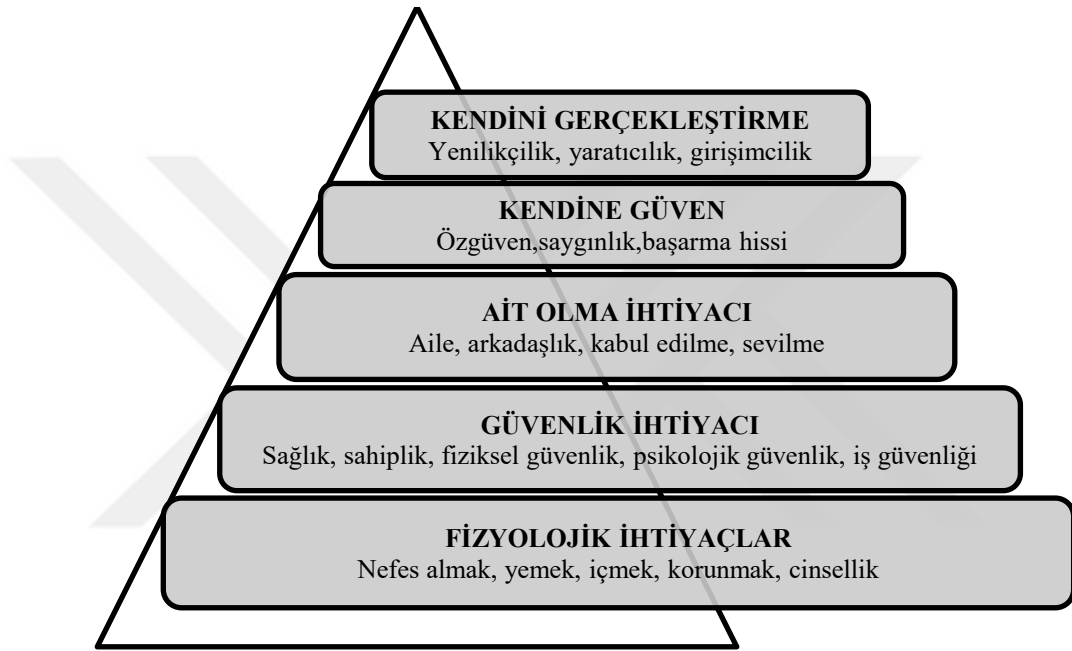 KENDİNİ GERÇEKLEŞTİRME
Yenilikçilik, yaratıcılık, girişimcilik
KENDİNE GÜVEN
Özgüven,saygınlık,başarma hissi
AİT OLMA İHTİYACI
Aile, arkadaşlık, kabul edilme, sevilme
GÜVENLİK İHTİYACI
Sağlık, sahiplik, fiziksel güvenlik, psikolojik güvenlik, iş güvenliği
FİZYOLOJİK İHTİYAÇLAR
Nefes almak, yemek, içmek, korunmak, cinsellik